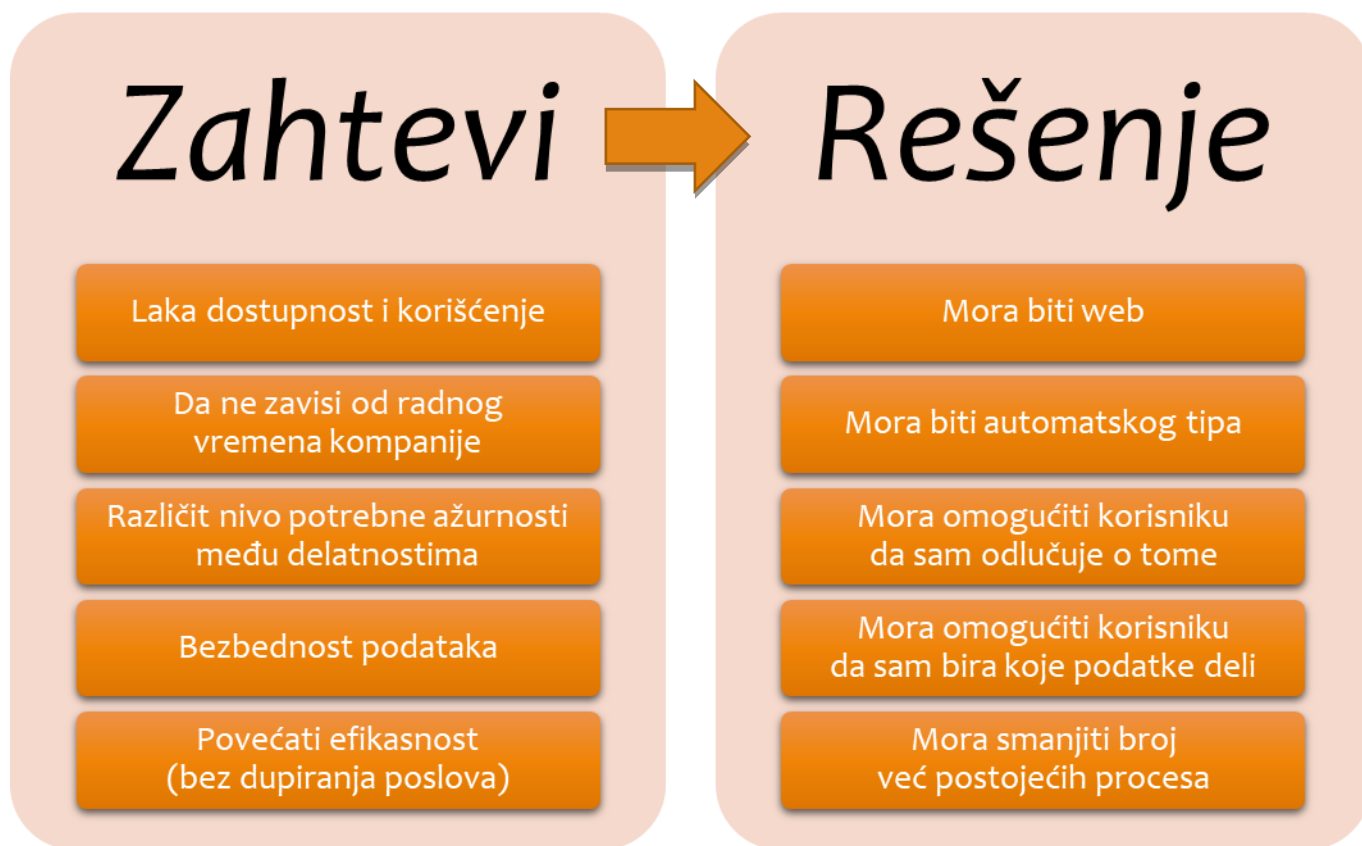 Zahtevi
Laka dostupnost i korišćenje
Da ne zavisi od radnog
vremena kompanije
Različit nivo potrebne ažurnosti
među delatnostima
Bezbednost podataka
Povećati efikasnost
(bez dupiranja poslova)
Rešenje
Mora biti web
Mora biti automatskog tipa
Mora omogućiti korisniku
da sam odlučuje o tome
Mora omogućiti korisniku
da sam bira koje podatke deli
Mora smanjiti broj
već postojećih procesa